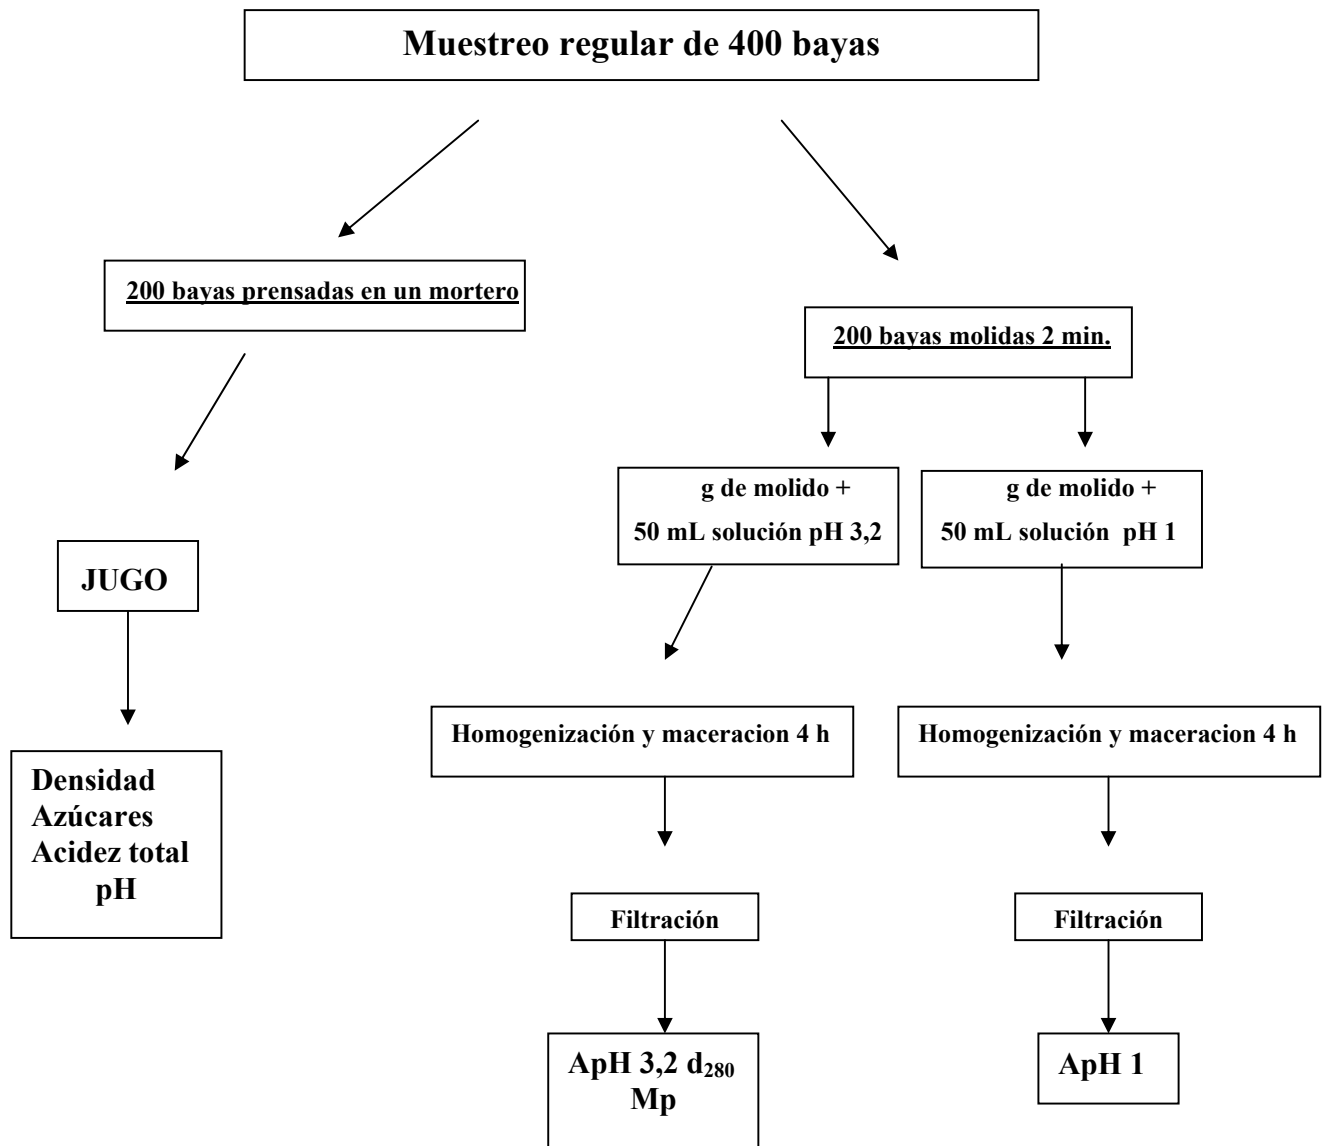 Muestreo regular de 400 bayas
200 bayas prensadas en un mortero
200 bayas molidas 2 min.
g de molido +
50 mL solución pH 3,2
g de molido +
50 mL solución pH 1
JUGO
Homogenización y maceracion 4 h
Homogenización y maceracion 4 h
Densidad
Azúcares
Acidez total
pH
Filtración
Filtración
ApH 3,2 d₂₈₀
Mp
ApH 1